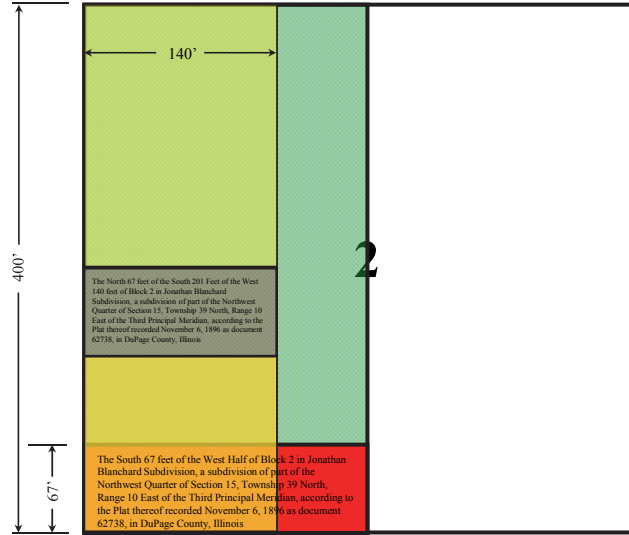 140’
400’
2
The North 67 feet of the South 201 Feet of the West
140 feet of Block 2 in Jonathan Blanchard
Subdivision, a subdivision of part of the Northwest
Quarter of Section 15, Township 39 North, Range 10
East of the Third Principal Meridian, according to the
Plat thereof recorded November 6, 1896 as document
62738, in DuPage County, Illinois
67’
The South 67 feet of the West Half of Block 2 in Jonathan
Blanchard Subdivision, a subdivision of part of the
Northwest Quarter of Section 15, Township 39 North,
Range 10 East of the Third Principal Meridian, according to
the Plat thereof recorded November 6, 1896 as document
62738, in DuPage County, Illinois